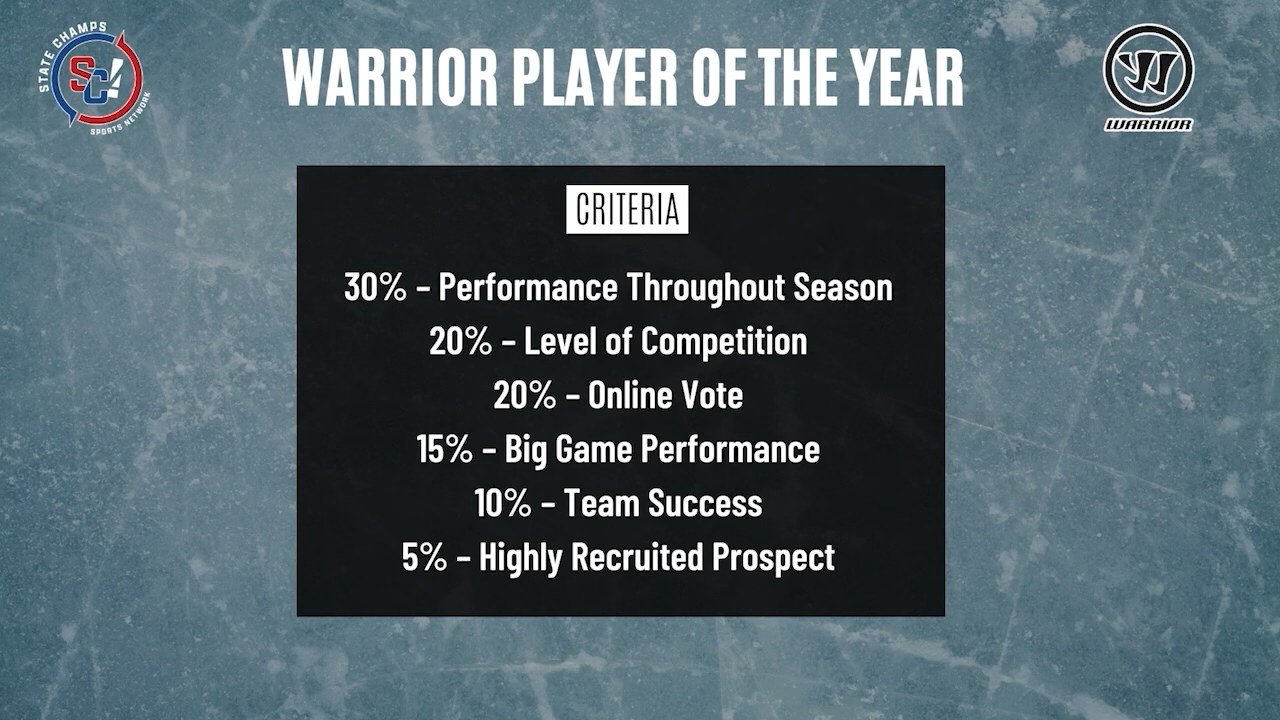 STATE CHAMPS
SC!
SPORTS NETWORK
WARRIOR PLAYER OF THE YEAR
W
WARRIOR
CRITERIA
30% – Performance Throughout Season
20% – Level of Competition
20% – Online Vote
15% – Big Game Performance
10% – Team Success
5% – Highly Recruited Prospect